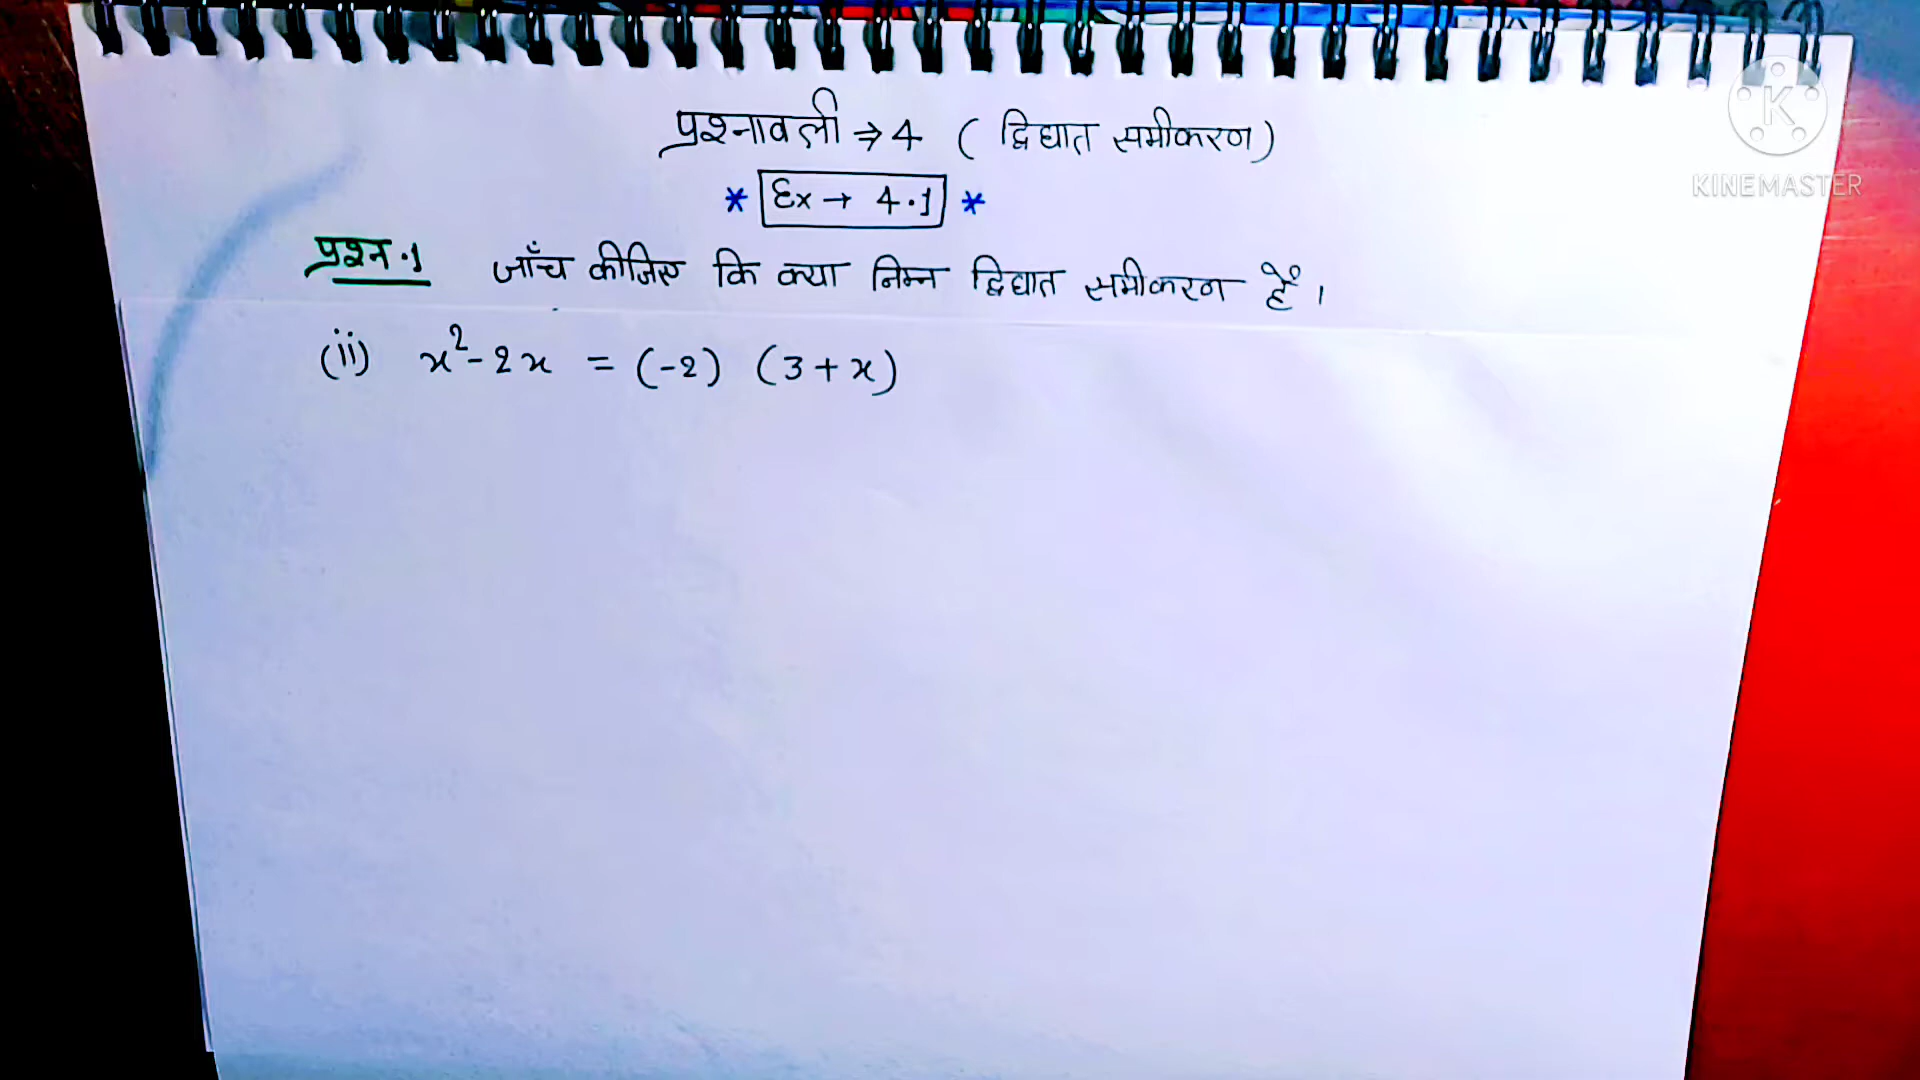 प्रश्नावली ⇒ 4 ( द्विघात समीकरण )
* Ex → 4.1 *
प्रश्न.1 जाँच कीजिए कि क्या निम्न द्विघात समीकरण हैं।
(ii) x²-2x = (-2) (3+x)
K
KINEMASTER